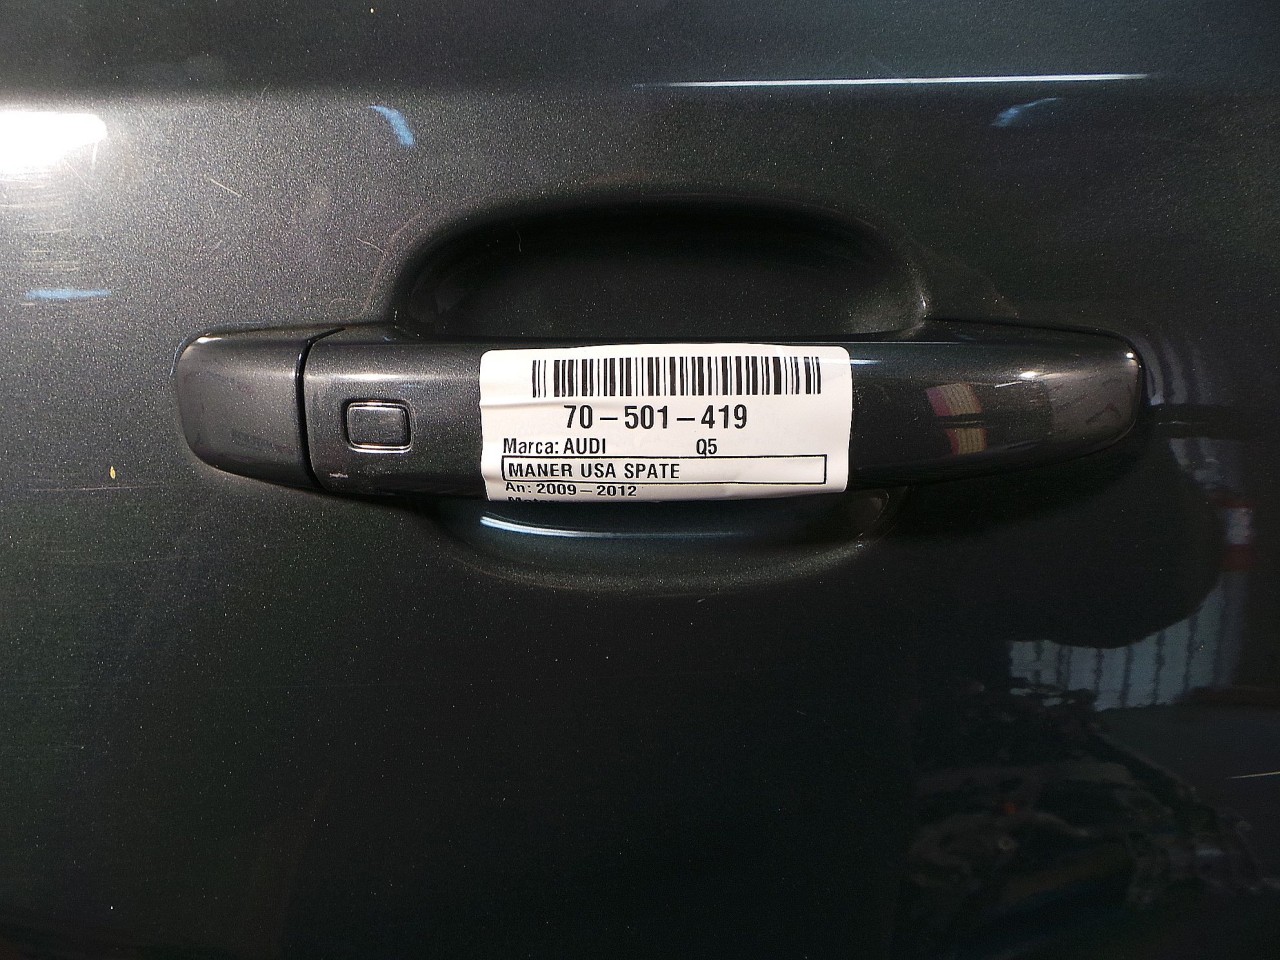 70-501-419
Marca: AUDI Q5
MANER USA SPATE
An: 2009-2012